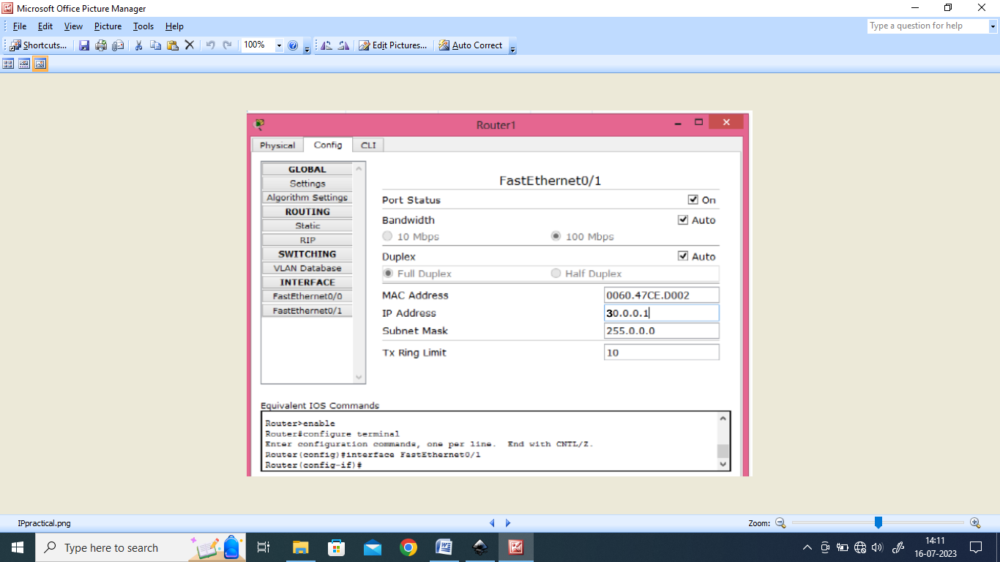 Microsoft Office Picture Manager
File Edit View Picture Tools Help
Type a question for help
Shortcuts...
100%
Edit Pictures...
Auto Correct
Router1
Physical Config CLI
GLOBAL
Settings
Algorithm Settings
ROUTING
Static
RIP
SWITCHING
VLAN Database
INTERFACE
FastEthernet0/0
FastEthernet0/1
FastEthernet0/1
Port Status On
Bandwidth Auto
10 Mbps 100 Mbps
Duplex Auto
Full Duplex Half Duplex
MAC Address 0060.47CE.D002
IP Address 30.0.0.1
Subnet Mask 255.0.0.0
Tx Ring Limit 10
Equivalent IOS Commands
Router>enable
Router#configure terminal
Enter configuration commands, one per line. End with CNTL/Z.
Router(config)#interface FastEthernet0/1
Router(config-if)#
IPpractical.png
Zoom:
Type here to search
14:11
16-07-2023